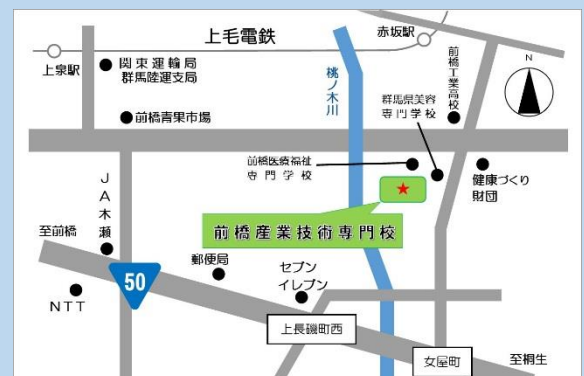 上毛電鉄
赤坂駅
上泉駅
関東運輸局
群馬陸運支局
桃ノ木川
前橋工業高校
N
群馬県美容
専門学校
前橋青果市場
前橋医療福祉
専門学校
健康づくり
財団
JA木瀬
至前橋
前橋産業技術専門校
郵便局
セブン
イレブン
50
NTT
上長磯町西
女屋町
至桐生